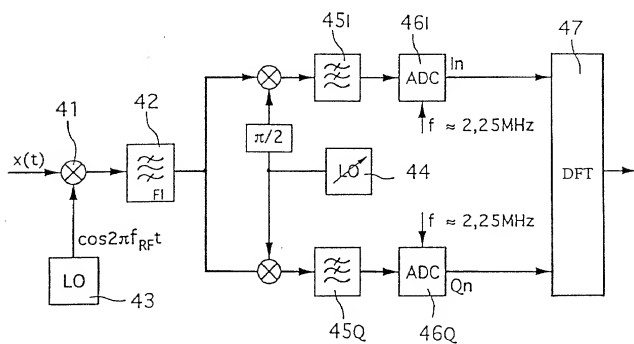 45I
46I
47
ADC
In
41
42
π/2
f ≈ 2,25MHz
x(t)
FI
LO
44
DFT
cos2πf_RF t
f ≈ 2,25MHz
LO
43
ADC
Qn
45Q
46Q